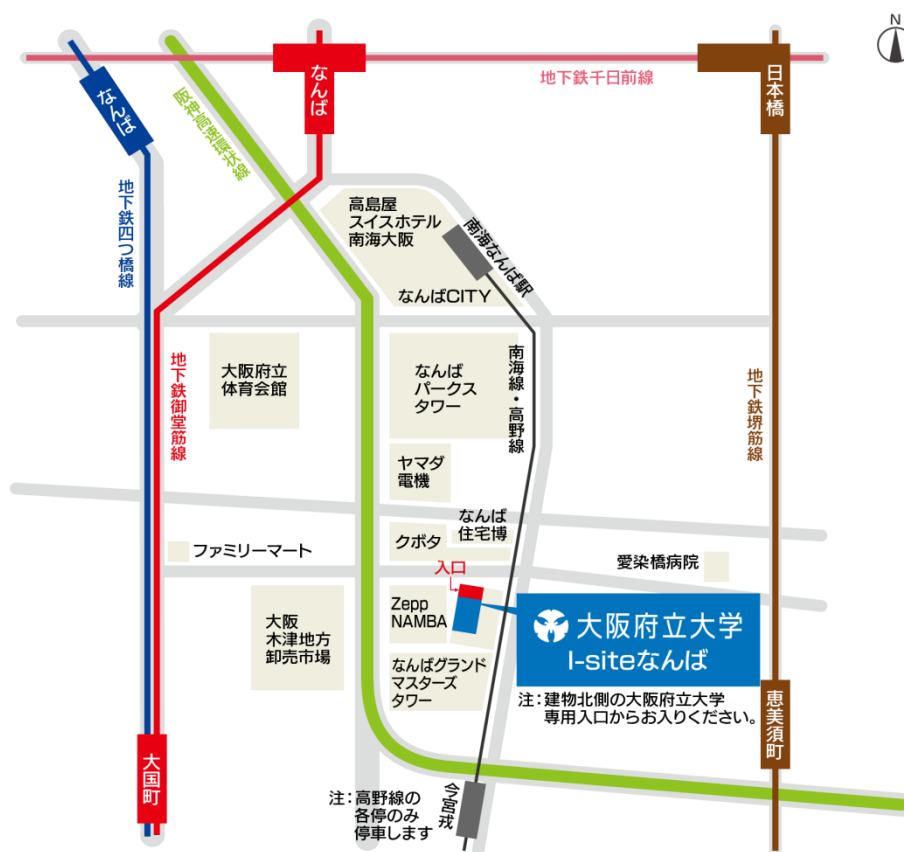 N
なんば
なんば
地下鉄千日前線
日本橋
阪神高速環状線
地下鉄四つ橋線
高島屋
スイスホテル
南海大阪
南海なんば駅
なんばCITY
大阪府立
体育会館
なんば
パークス
タワー
南海線・高野線
地下鉄御堂筋線
地下鉄堺筋線
ヤマダ
電機
なんば
住宅博
クボタ
ファミリーマート
愛染橋病院
入口
Zepp
NAMBA
大阪
木津地方
卸売市場
大阪府立大学
I-siteなんば
なんばグランド
マスターズ
タワー
注：建物北側の大阪府立大学
専用入口からお入りください。
恵美須町
大国町
今宮戎
注：高野線の
各停のみ
停車します